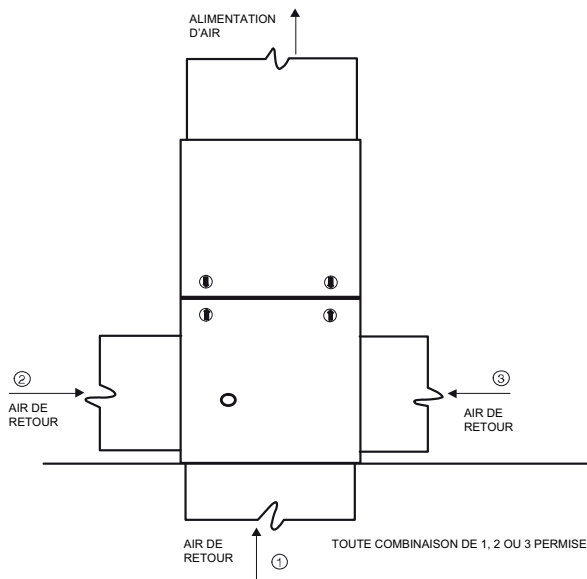 ALIMENTATION
D'AIR
②
AIR DE
RETOUR
③
AIR DE
RETOUR
AIR DE
RETOUR
①
TOUTE COMBINAISON DE 1, 2 OU 3 PERMISE